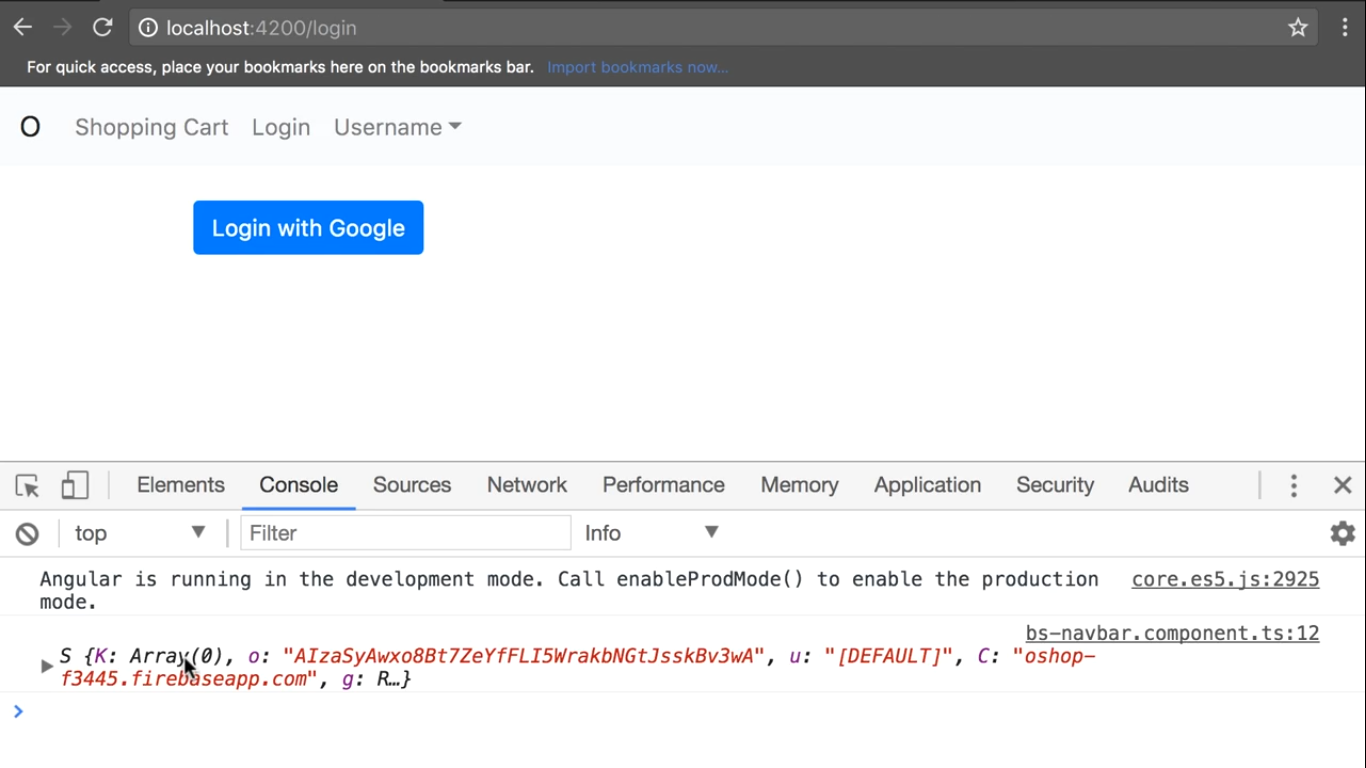 localhost:4200/login
For quick access, place your bookmarks here on the bookmarks bar. Import bookmarks now...
O Shopping Cart Login Username
Login with Google
Elements Console Sources Network Performance Memory Application Security Audits
top Filter Info
Angular is running in the development mode. Call enableProdMode() to enable the production core.es5.js:2925
mode.
bs-navbar.component.ts:12
S {K: Array(0), o: "AIzaSyAwxo8Bt7ZeYfFLI5WrakbNGtJsskBv3wA", u: "[DEFAULT]", C: "oshop-
f3445.firebaseapp.com", g: R…}